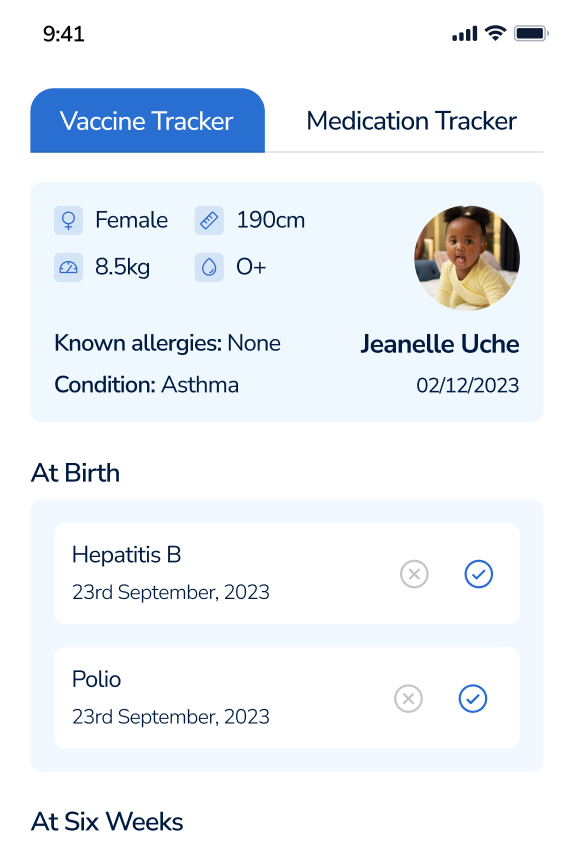 9:41
Vaccine Tracker
Medication Tracker
Female
190cm
8.5kg
O+
Known allergies: None
Condition: Asthma
Jeanelle Uche
02/12/2023
At Birth
Hepatitis B
23rd September, 2023
Polio
23rd September, 2023
At Six Weeks